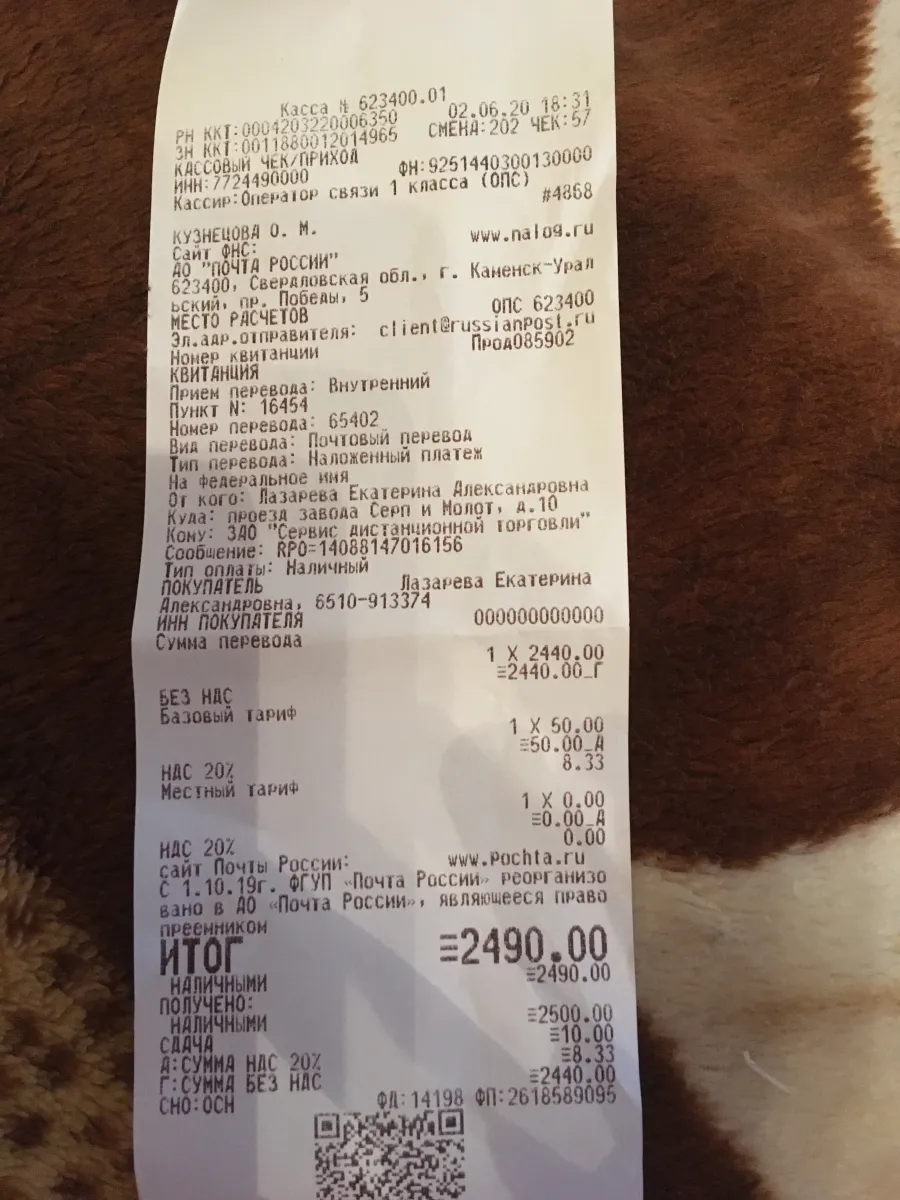 Касса № 623400.01
РН ККТ:0004203220006350 02.06.20 18:31
ЗН ККТ:0011880012014965 СМЕНА:202 ЧЕК:57
КАССОВЫЙ ЧЕК/ПРИХОД
ИНН:7724490000 ФН:9251440300130000
Кассир:Оператор связи 1 класса (ОПС)
#4868
КУЗНЕЦОВА О. М.
Сайт ФНС: www.nalog.ru
АО "ПОЧТА РОССИИ"
623400, Свердловская обл., г. Каменск-Урал
ьский, пр. Победы, 5
МЕСТО РАСЧЕТОВ ОПС 623400
Эл.адр.отправителя: client@russianpost.ru
Номер квитанции Прод085902
КВИТАНЦИЯ
Прием перевода: Внутренний
Пункт N: 16454
Номер перевода: 65402
Вид перевода: Почтовый перевод
Тип перевода: Наложенный платеж
На федеральное имя
От кого: Лазарева Екатерина Александровна
Куда: проезд завода Серп и Молот, д.10
Кому: ЗАО "Сервис дистанционной торговли"
Сообщение: RPO=14088147016156
Тип оплаты: Наличный
ПОКУПАТЕЛЬ Лазарева Екатерина
Александровна, 6510-913374
ИНН ПОКУПАТЕЛЯ 000000000000
Сумма перевода
1 X 2440.00
≡2440.00_Г
БЕЗ НДС
Базовый тариф
1 X 50.00
≡50.00_А
НДС 20% 8.33
Местный тариф
1 X 0.00
≡0.00_А
НДС 20% 0.00
сайт Почты России: www.pochta.ru
С 1.10.19г. ФГУП «Почта России» реорганизо
вано в АО «Почта России», являющееся право
преемником
ИТОГ ≡2490.00
НАЛИЧНЫМИ ≡2490.00
ПОЛУЧЕНО:
НАЛИЧНЫМИ ≡2500.00
СДАЧА ≡10.00
А:СУММА НДС 20% ≡8.33
Г:СУММА БЕЗ НДС ≡2440.00
СНО:ОСН ФД:14198 ФП:2618589095